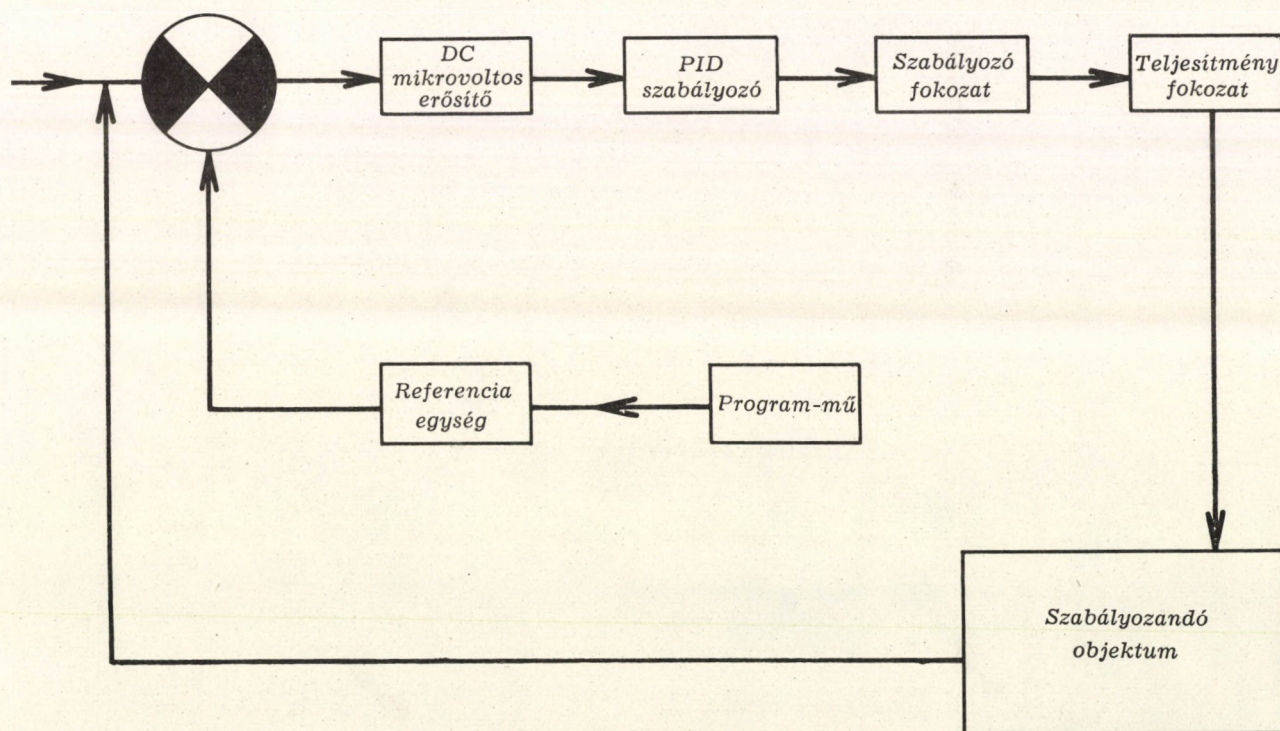 DC
mikrovoltos
erősítő
PID
szabályozó
Szabályozó
fokozat
Teljesítmény
fokozat
Referencia
egység
Program-mű
Szabályozandó
objektum